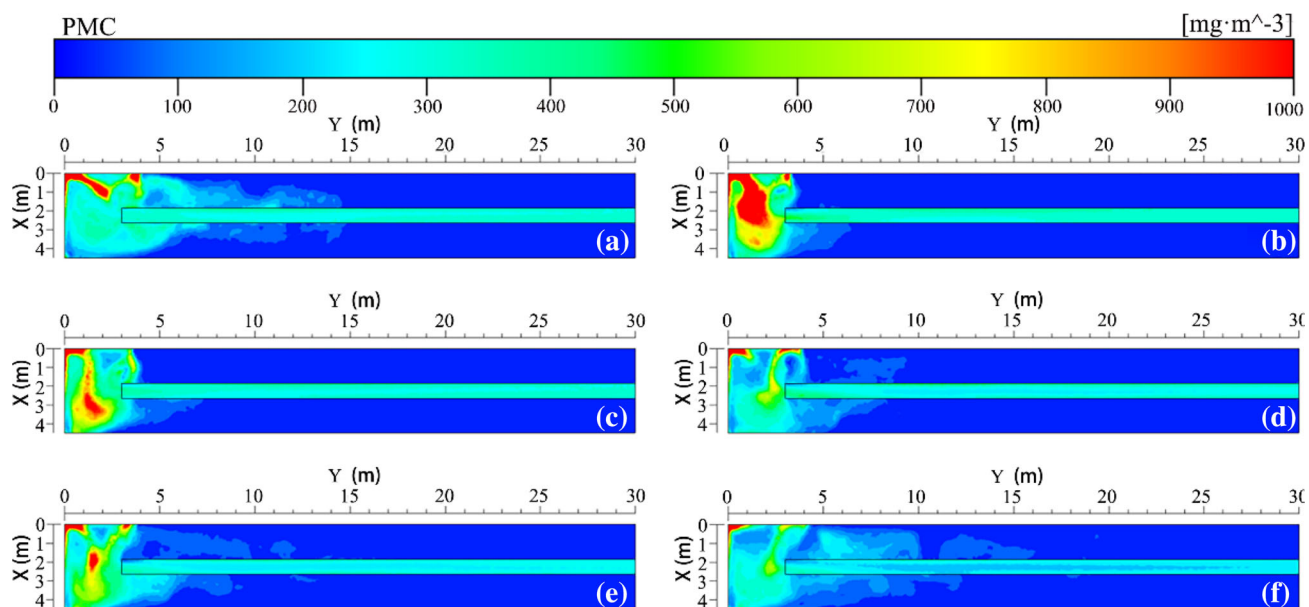 PMC [mg·m^-3]
0 100 200 300 400 500 600 700 800 900 1000
Y (m) Y (m)
0 5 10 15 20 25 30 0 5 10 15 20 25 30
X (m) 0 1 2 3 4 (a) X (m) 0 1 2 3 4 (b)
Y (m) Y (m)
0 5 10 15 20 25 30 0 5 10 15 20 25 30
X (m) 0 1 2 3 4 (c) X (m) 0 1 2 3 4 (d)
Y (m) Y (m)
0 5 10 15 20 25 30 0 5 10 15 20 25 30
X (m) 0 1 2 3 4 (e) X (m) 0 1 2 3 4 (f)